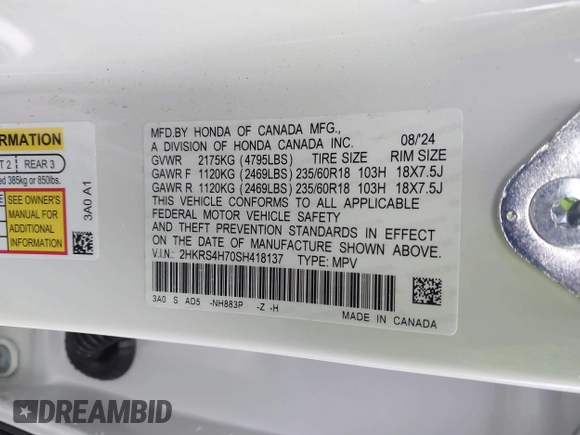 ORMATION
T 2 REAR 3
ed 385kg or 850lbs.
SEE OWNER'S
MANUAL FOR
ADDITIONAL
INFORMATION
3A0 A1
MFD.BY HONDA OF CANADA MFG.,
A DIVISION OF HONDA CANADA INC. 08/'24
GVWR 2175KG (4795LBS) TIRE SIZE RIM SIZE
GAWR F 1120KG (2469LBS) 235/60R18 103H 18X7.5J
GAWR R 1120KG (2469LBS) 235/60R18 103H 18X7.5J
THIS VEHICLE CONFORMS TO ALL APPLICABLE
FEDERAL MOTOR VEHICLE SAFETY
AND THEFT PREVENTION STANDARDS IN EFFECT
ON THE DATE OF MANUFACTURE SHOWN ABOVE.
V.I.N.: 2HKRS4H70SH418137 TYPE: MPV
3A0 S AD5 -NH883P -Z -H
MADE IN CANADA
DREAMBID